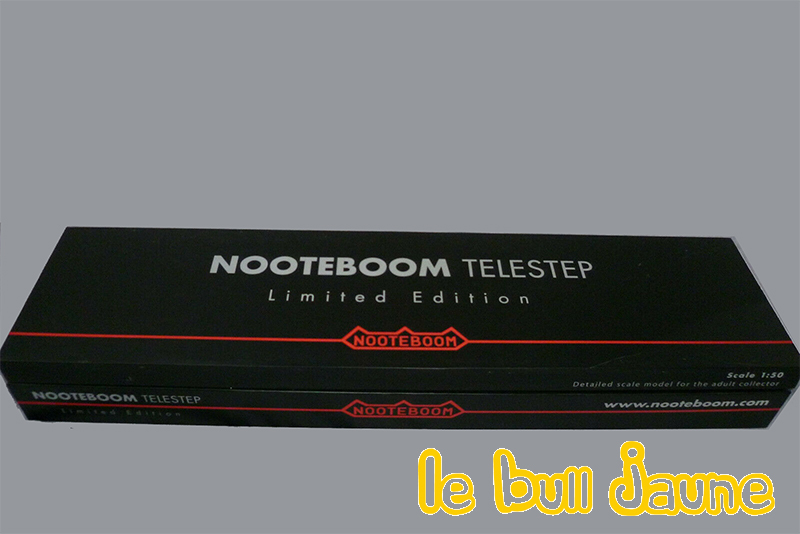 NOOTEBOOM TELESTEP
Limited Edition
NOOTEBOOM
Scale 1:50
Detailed scale model for the adult collector
NOOTEBOOM TELESTEP
Limited Edition
NOOTEBOOM
www.nooteboom.com
le bull jaune